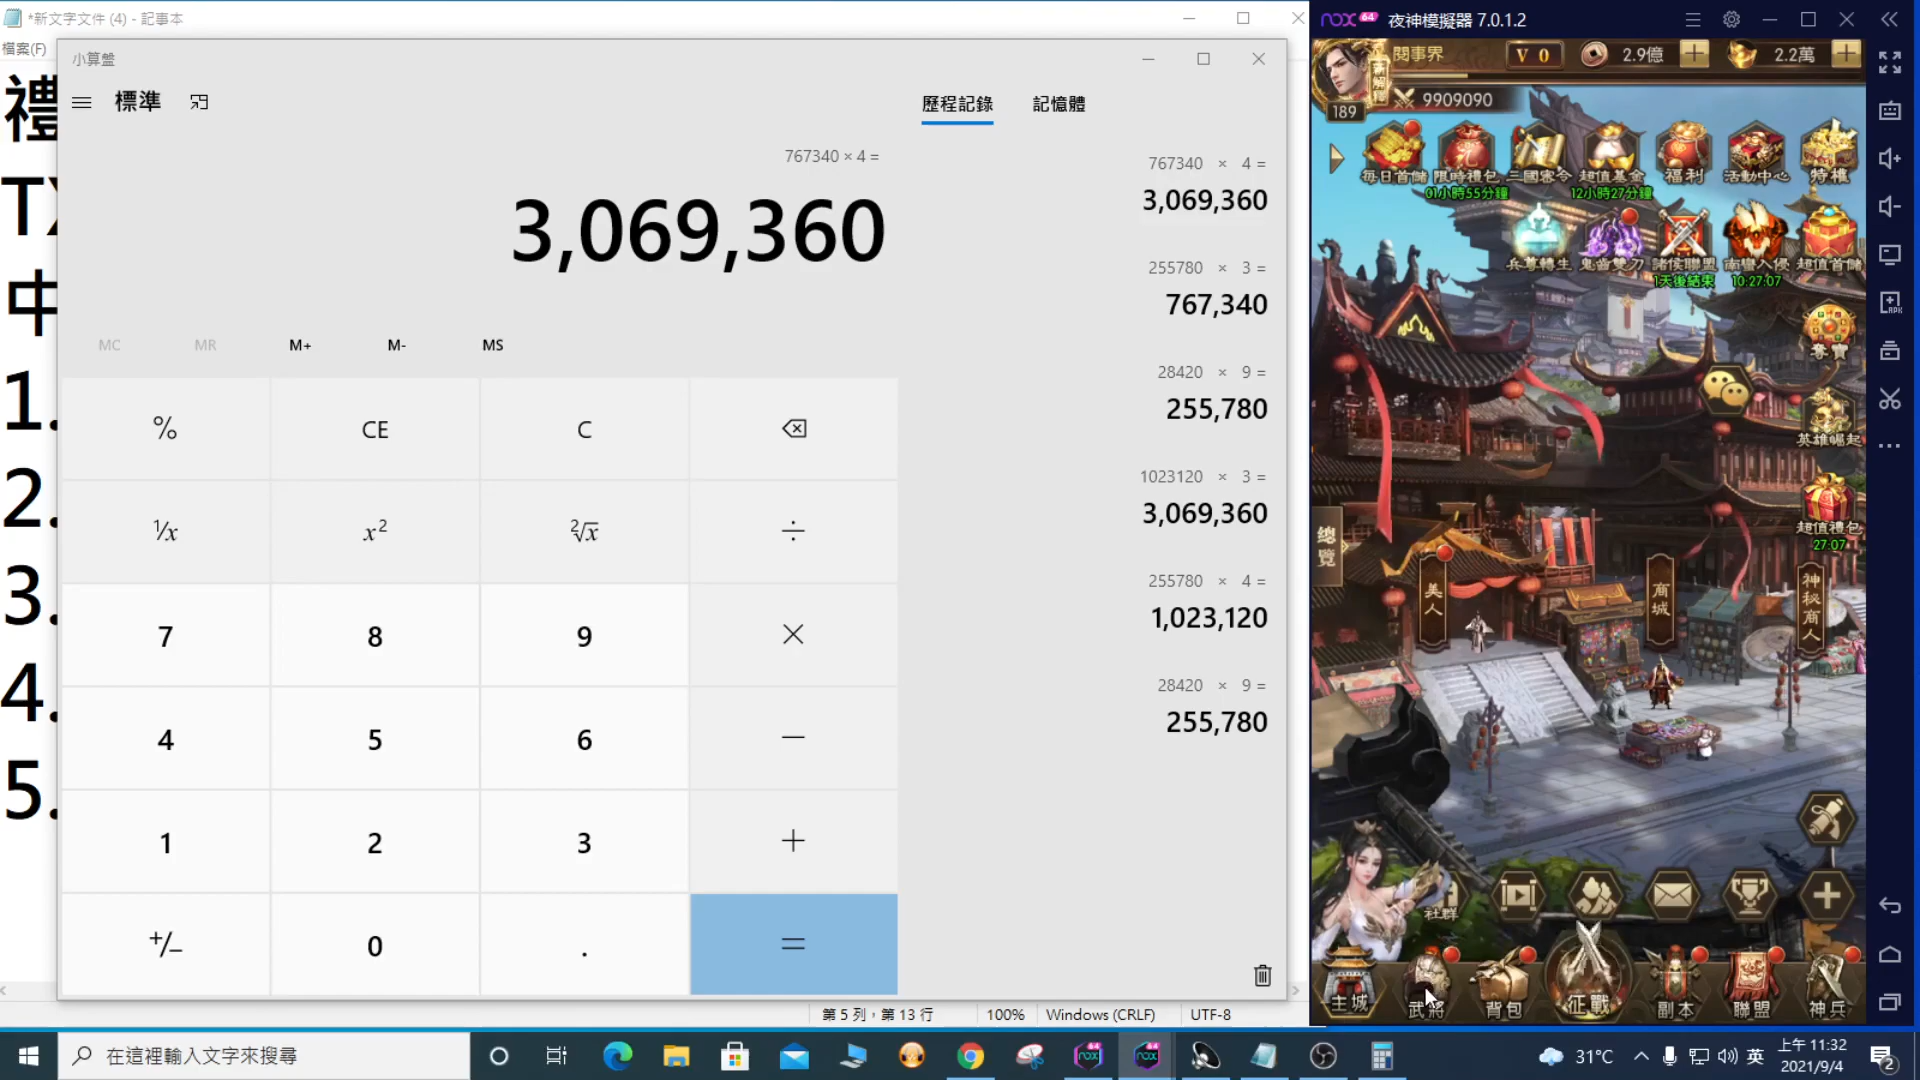 *新文字文件 (4) - 記事本
檔案(F)
禮
TX
中
1.
2.
3.
4.
5.
小算盤
標準
歷程記錄
記憶體
767340 × 4 =
3,069,360
MC
MR
M+
M-
MS
%
CE
C
1/x
x2
2√x
÷
7
8
9
×
4
5
6
−
1
2
3
+
+/−
0
.
=
767340 × 4 =
3,069,360
255780 × 3 =
767,340
28420 × 9 =
255,780
1023120 × 3 =
3,069,360
255780 × 4 =
1,023,120
28420 × 9 =
255,780
第 5 列，第 13 行
100%
Windows (CRLF)
UTF-8
nox 64 夜神模擬器 7.0.1.2
閱事界
V 0
2.9億
2.2萬
189
9909090
每日首儲
限時禮包
三國密令
超值基金
福利
活動中心
特權
01小時55分鐘
12小時27分鐘
兵尊轉生
鬼齒雙刀
諸侯聯盟
南蠻入侵
超值首儲
1天後結束
10:27:07
奪寶
英雄崛起
超值禮包
27:07
總覽
美人
商城
神秘商人
社群
主城
武將
背包
征戰
副本
聯盟
神兵
在這裡輸入文字來搜尋
31°C
英
上午 11:32
2021/9/4
2